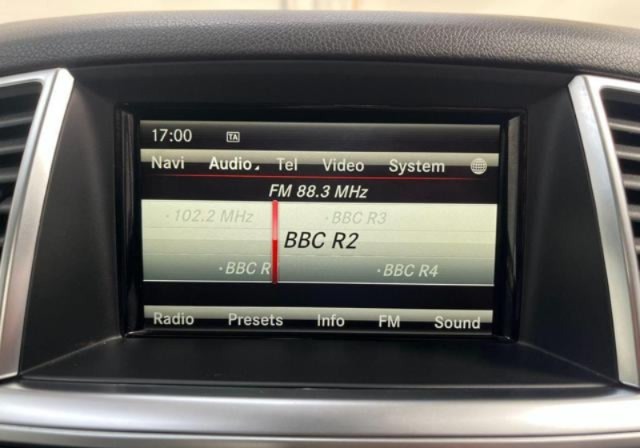 17:00 TA
Navi Audio Tel Video System
FM 88.3 MHz
102.2 MHz BBC R3
BBC R2
BBC R BBC R4
Radio Presets Info FM Sound